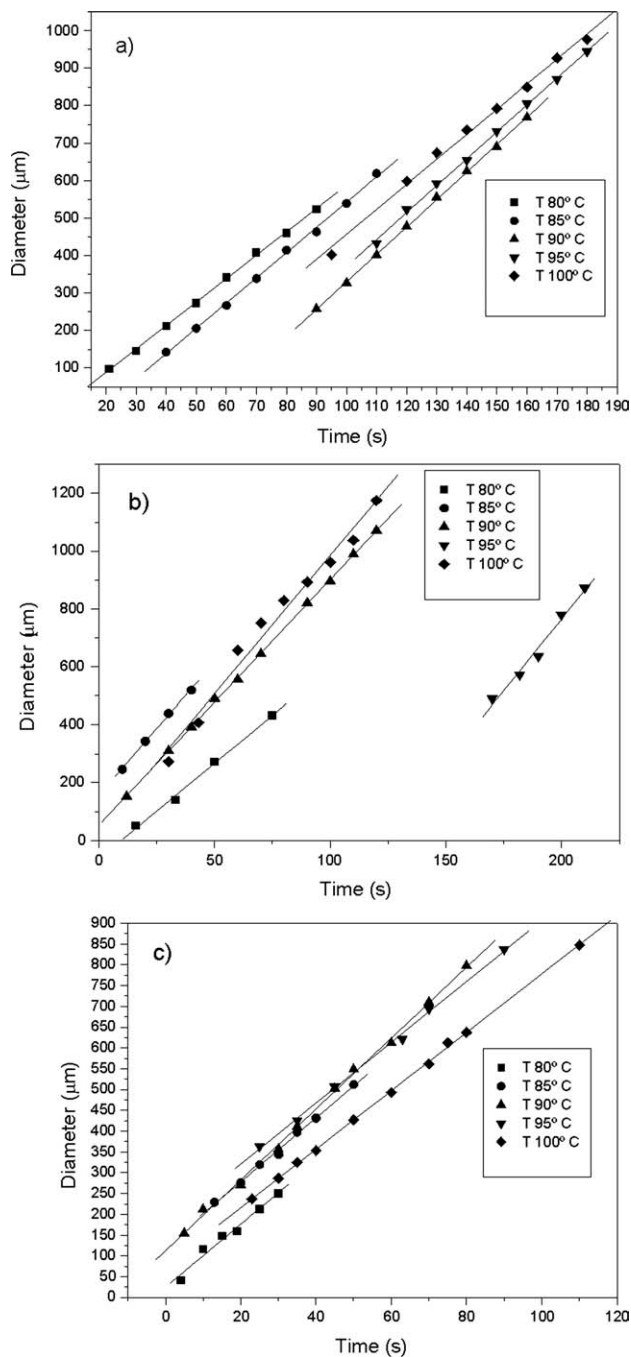 a)
1000
900
800
700
600
500
400
300
200
100
Diameter (μm)
T 80º C
T 85º C
T 90º C
T 95º C
T 100º C
20 30 40 50 60 70 80 90 100 110 120 130 140 150 160 170 180 190
Time (s)
b)
1200
1000
800
600
400
200
0
Diameter (μm)
T 80º C
T 85º C
T 90º C
T 95º C
T 100º C
0 50 100 150 200
Time (s)
c)
900
850
800
750
700
650
600
550
500
450
400
350
300
250
200
150
100
50
0
Diameter (μm)
T 80º C
T 85º C
T 90º C
T 95º C
T 100º C
0 20 40 60 80 100 120
Time (s)